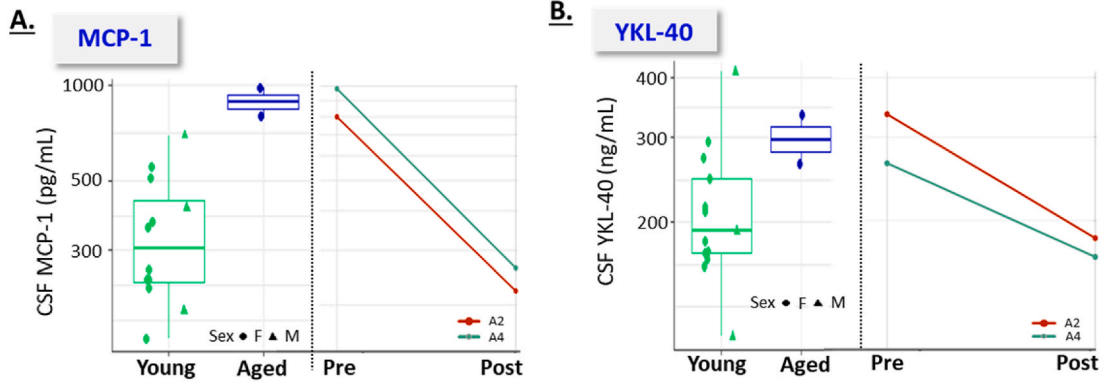 A.
MCP-1
CSF MCP-1 (pg/mL)
1000
500
300
Sex F M
Young
Aged
Pre
Post
A2
A4
B.
YKL-40
CSF YKL-40 (ng/mL)
400
300
200
Sex F M
Young
Aged
Pre
Post
A2
A4